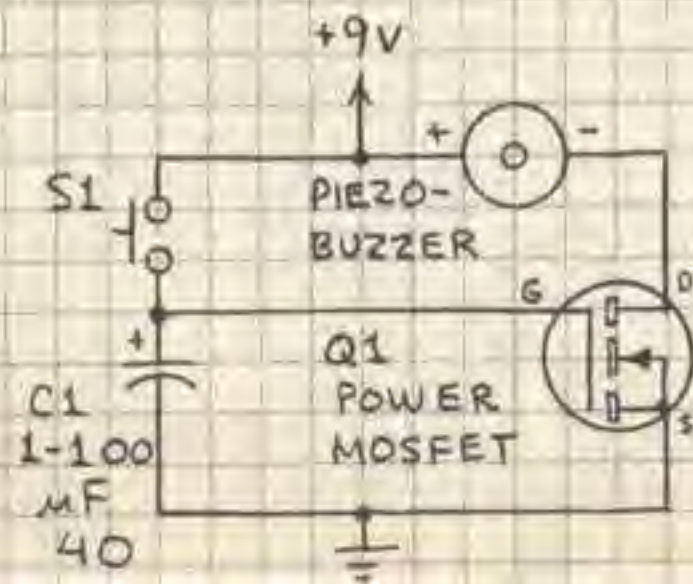 +9V
+
-
S1
PIEZO-
BUZZER
G
D
+
Q1
POWER
MOSFET
S
C1
1-100
µF
40